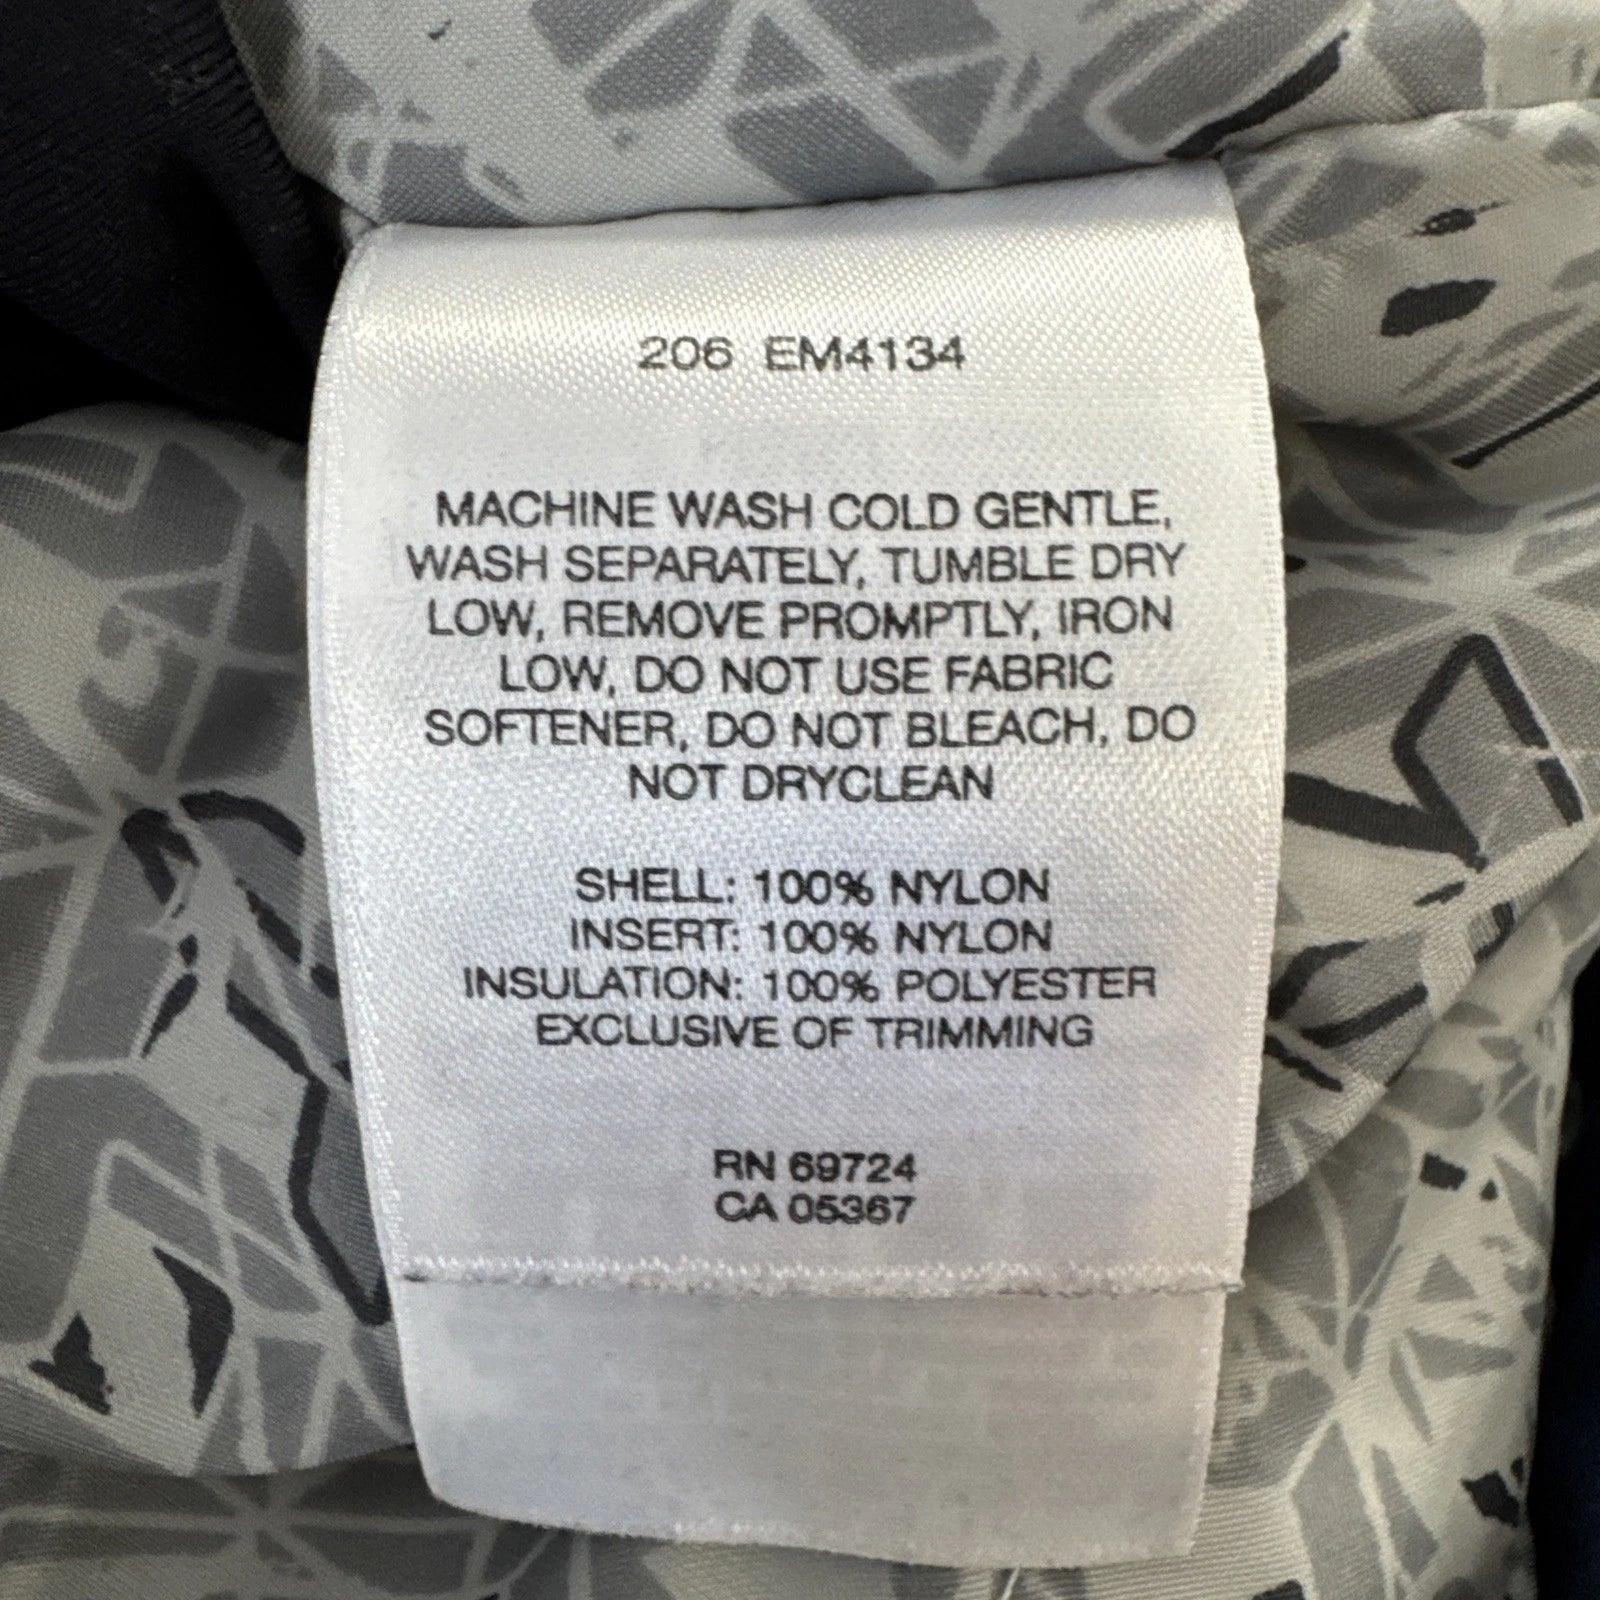 206 EM4134
MACHINE WASH COLD GENTLE,
WASH SEPARATELY, TUMBLE DRY
LOW, REMOVE PROMPTLY, IRON
LOW, DO NOT USE FABRIC
SOFTENER, DO NOT BLEACH, DO
NOT DRYCLEAN
SHELL: 100% NYLON
INSERT: 100% NYLON
INSULATION: 100% POLYESTER
EXCLUSIVE OF TRIMMING
RN 69724
CA 05367